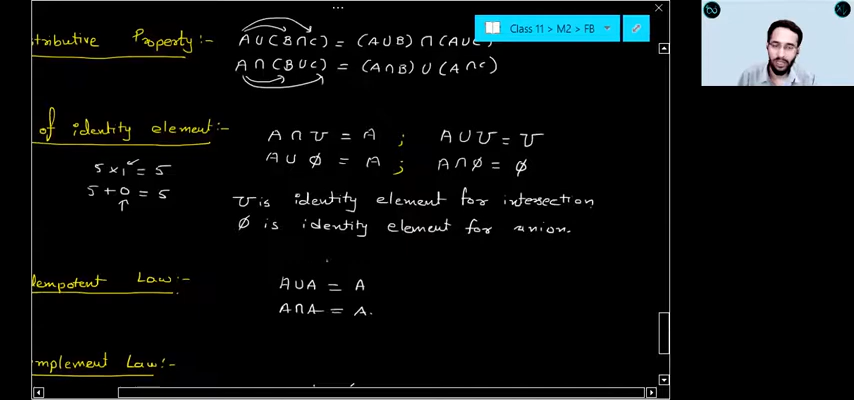 ...
Class 11 > M2 > FB
tributive Property:- A∪(B∩C) = (A∪B)∩(A∪C)
A∩(B∪C) = (A∩B)∪(A∩C)
of identity element:- A∩U = A ; A∪U = U
A∪φ = A ; A∩φ = φ
5×1 = 5
5+0 = 5
U is identity element for intersection.
φ is identity element for union.
dempotent Law:- A∪A = A
A∩A = A.
mplement Law:-